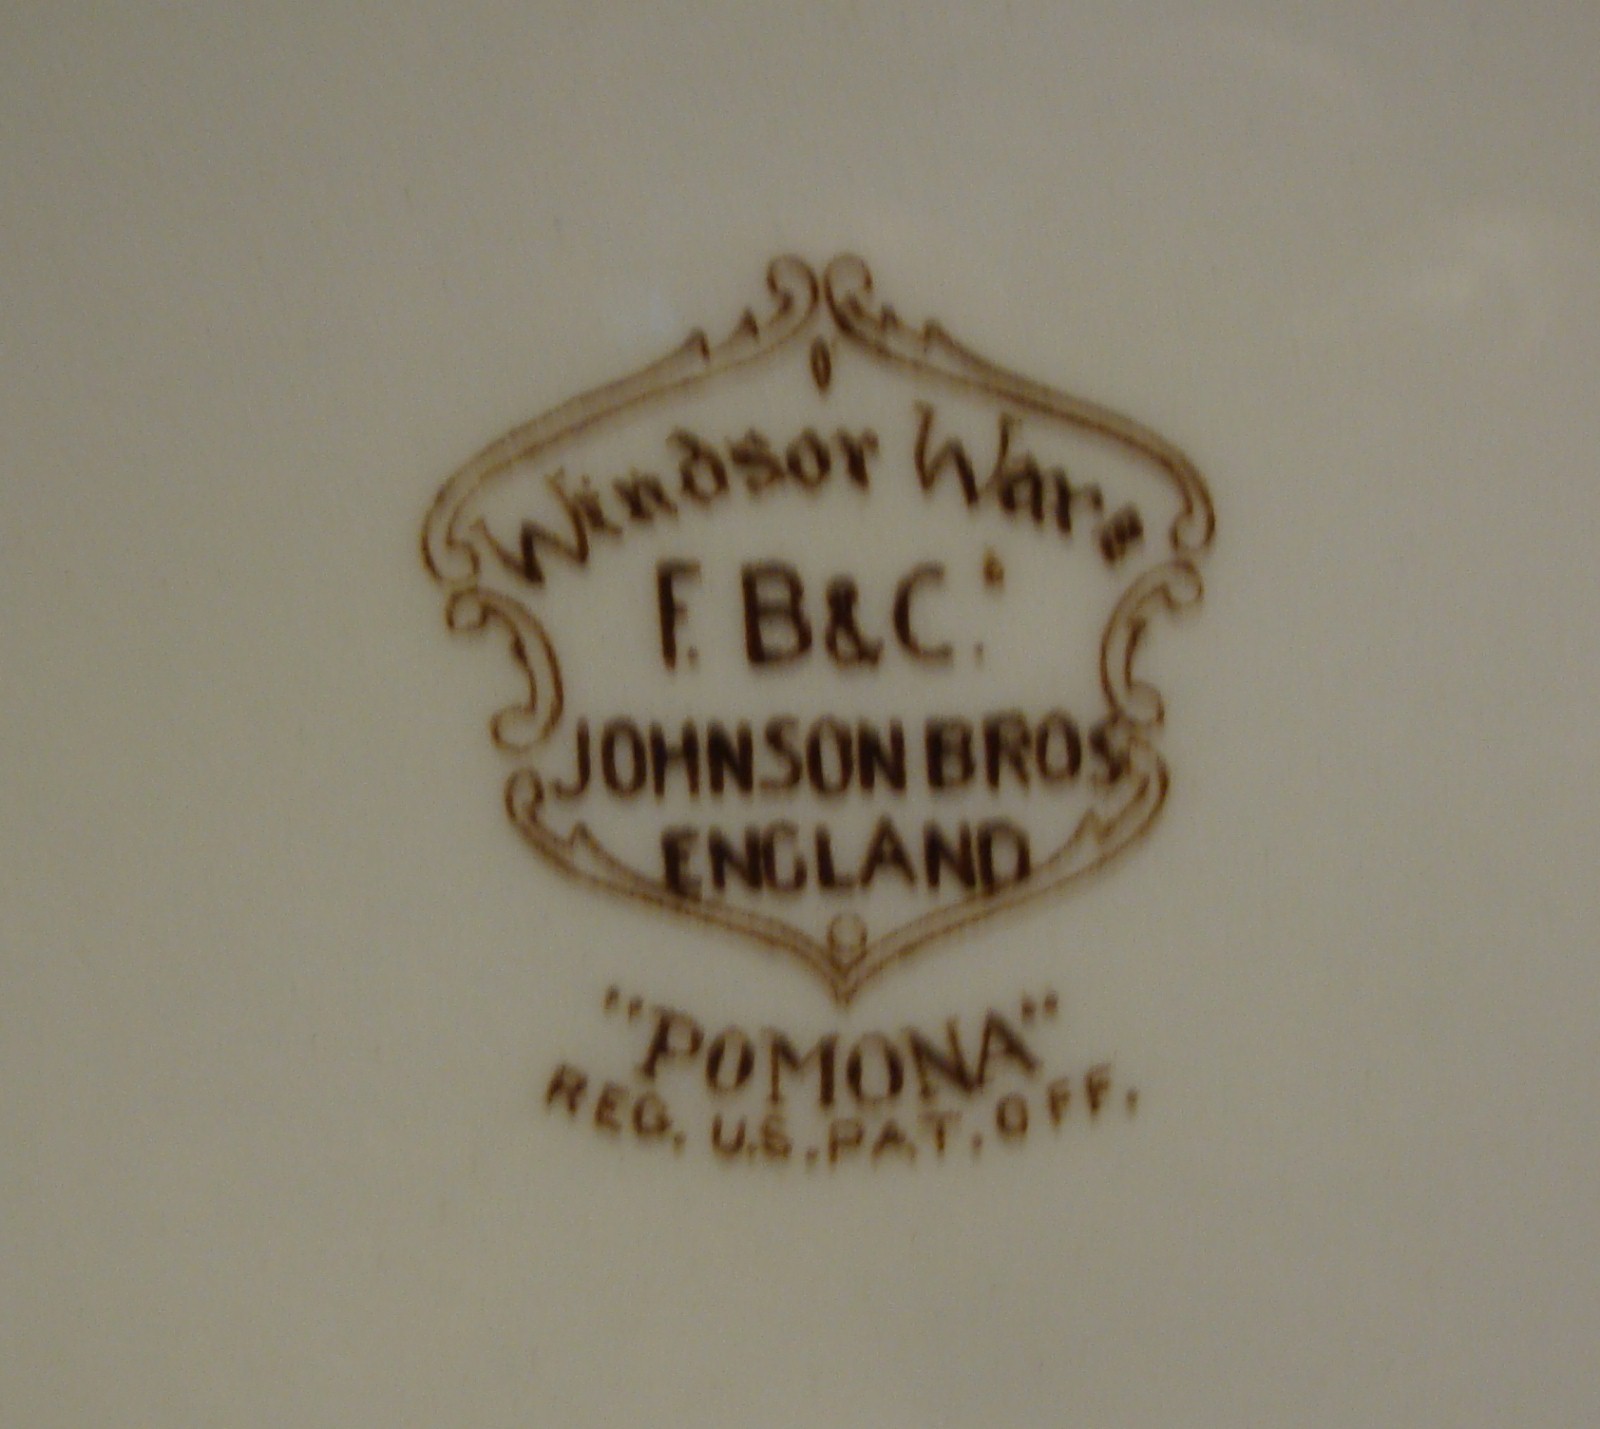 Windsor Ware
F. B & C.º
JOHNSON BROS
ENGLAND
"POMONA"
REG. U.S. PAT. OFF.